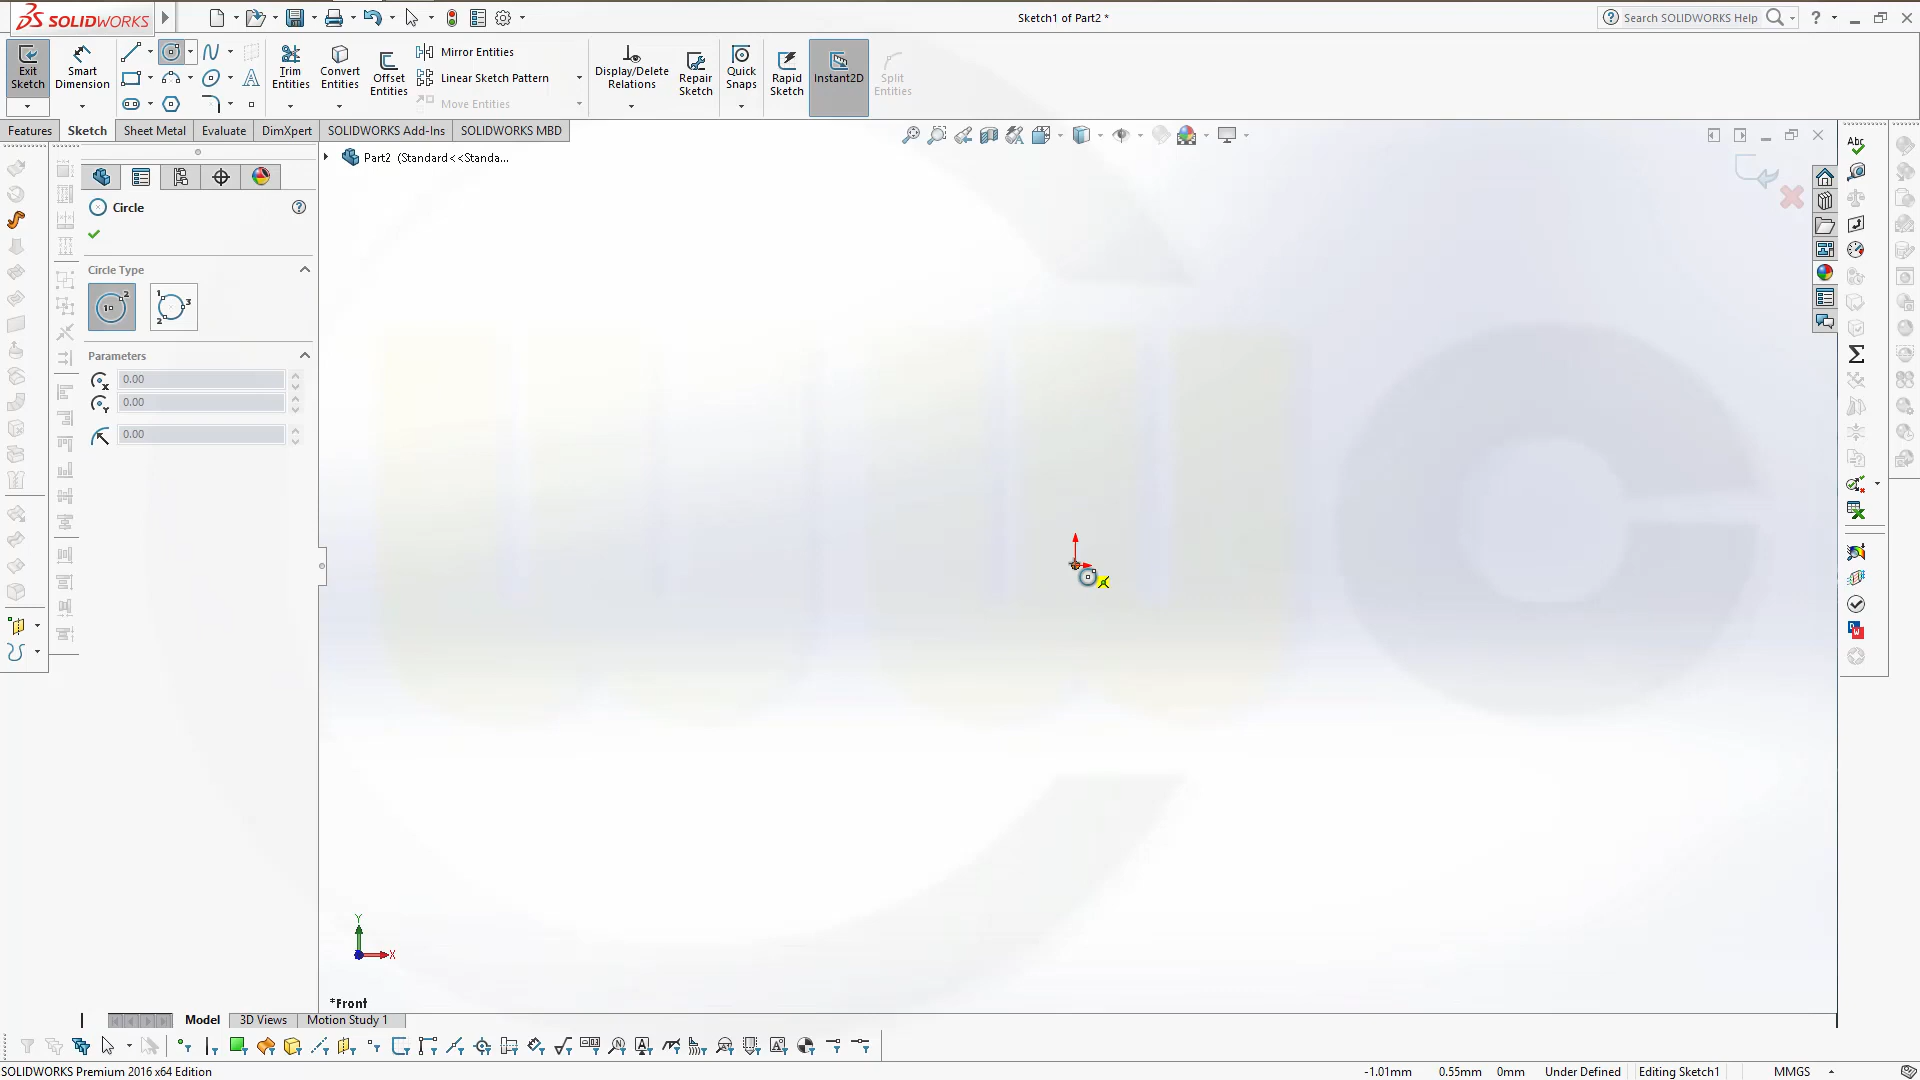 SOLIDWORKS
Sketch1 of Part2 *
Search SOLIDWORKS Help
Exit Sketch
Smart Dimension
Trim Entities
Convert Entities
Offset Entities
Mirror Entities
Linear Sketch Pattern
Move Entities
Display/Delete Relations
Repair Sketch
Quick Snaps
Rapid Sketch
Instant2D
Split Entities
Features
Sketch
Sheet Metal
Evaluate
DimXpert
SOLIDWORKS Add-Ins
SOLIDWORKS MBD
Part2 (Standard<<Standa...
Circle
Circle Type
Parameters
0.00
0.00
0.00
Y
X
*Front
Model
3D Views
Motion Study 1
SOLIDWORKS Premium 2016 x64 Edition
-1.01mm
0.55mm
0mm
Under Defined
Editing Sketch1
MMGS